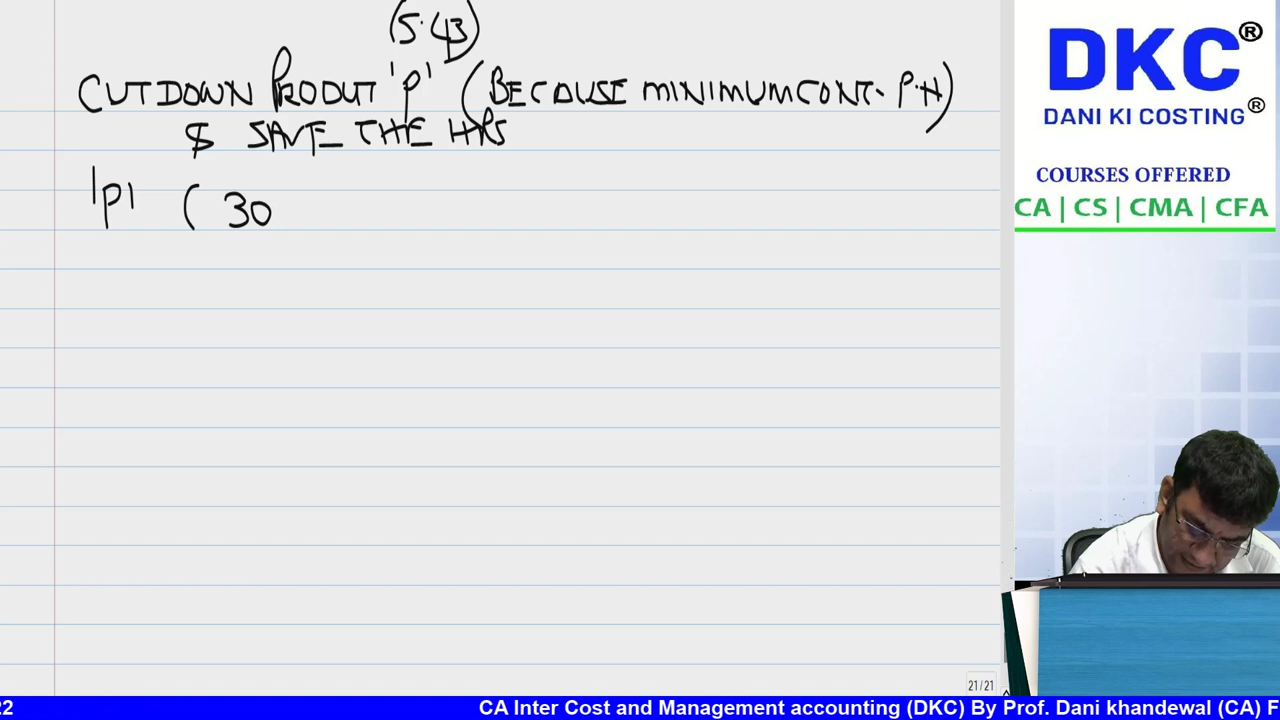 (5.43)
CUTDOWN PRODUT 'P' (BECAUSE MINIMUM CONT. P.H)
$ SAVE THE HRS
'P' ( 30
21/21
DKC®
DANI KI COSTING®
COURSES OFFERED
CA | CS | CMA | CFA
22 CA Inter Cost and Management accounting (DKC) By Prof. Dani khandewal (CA) F